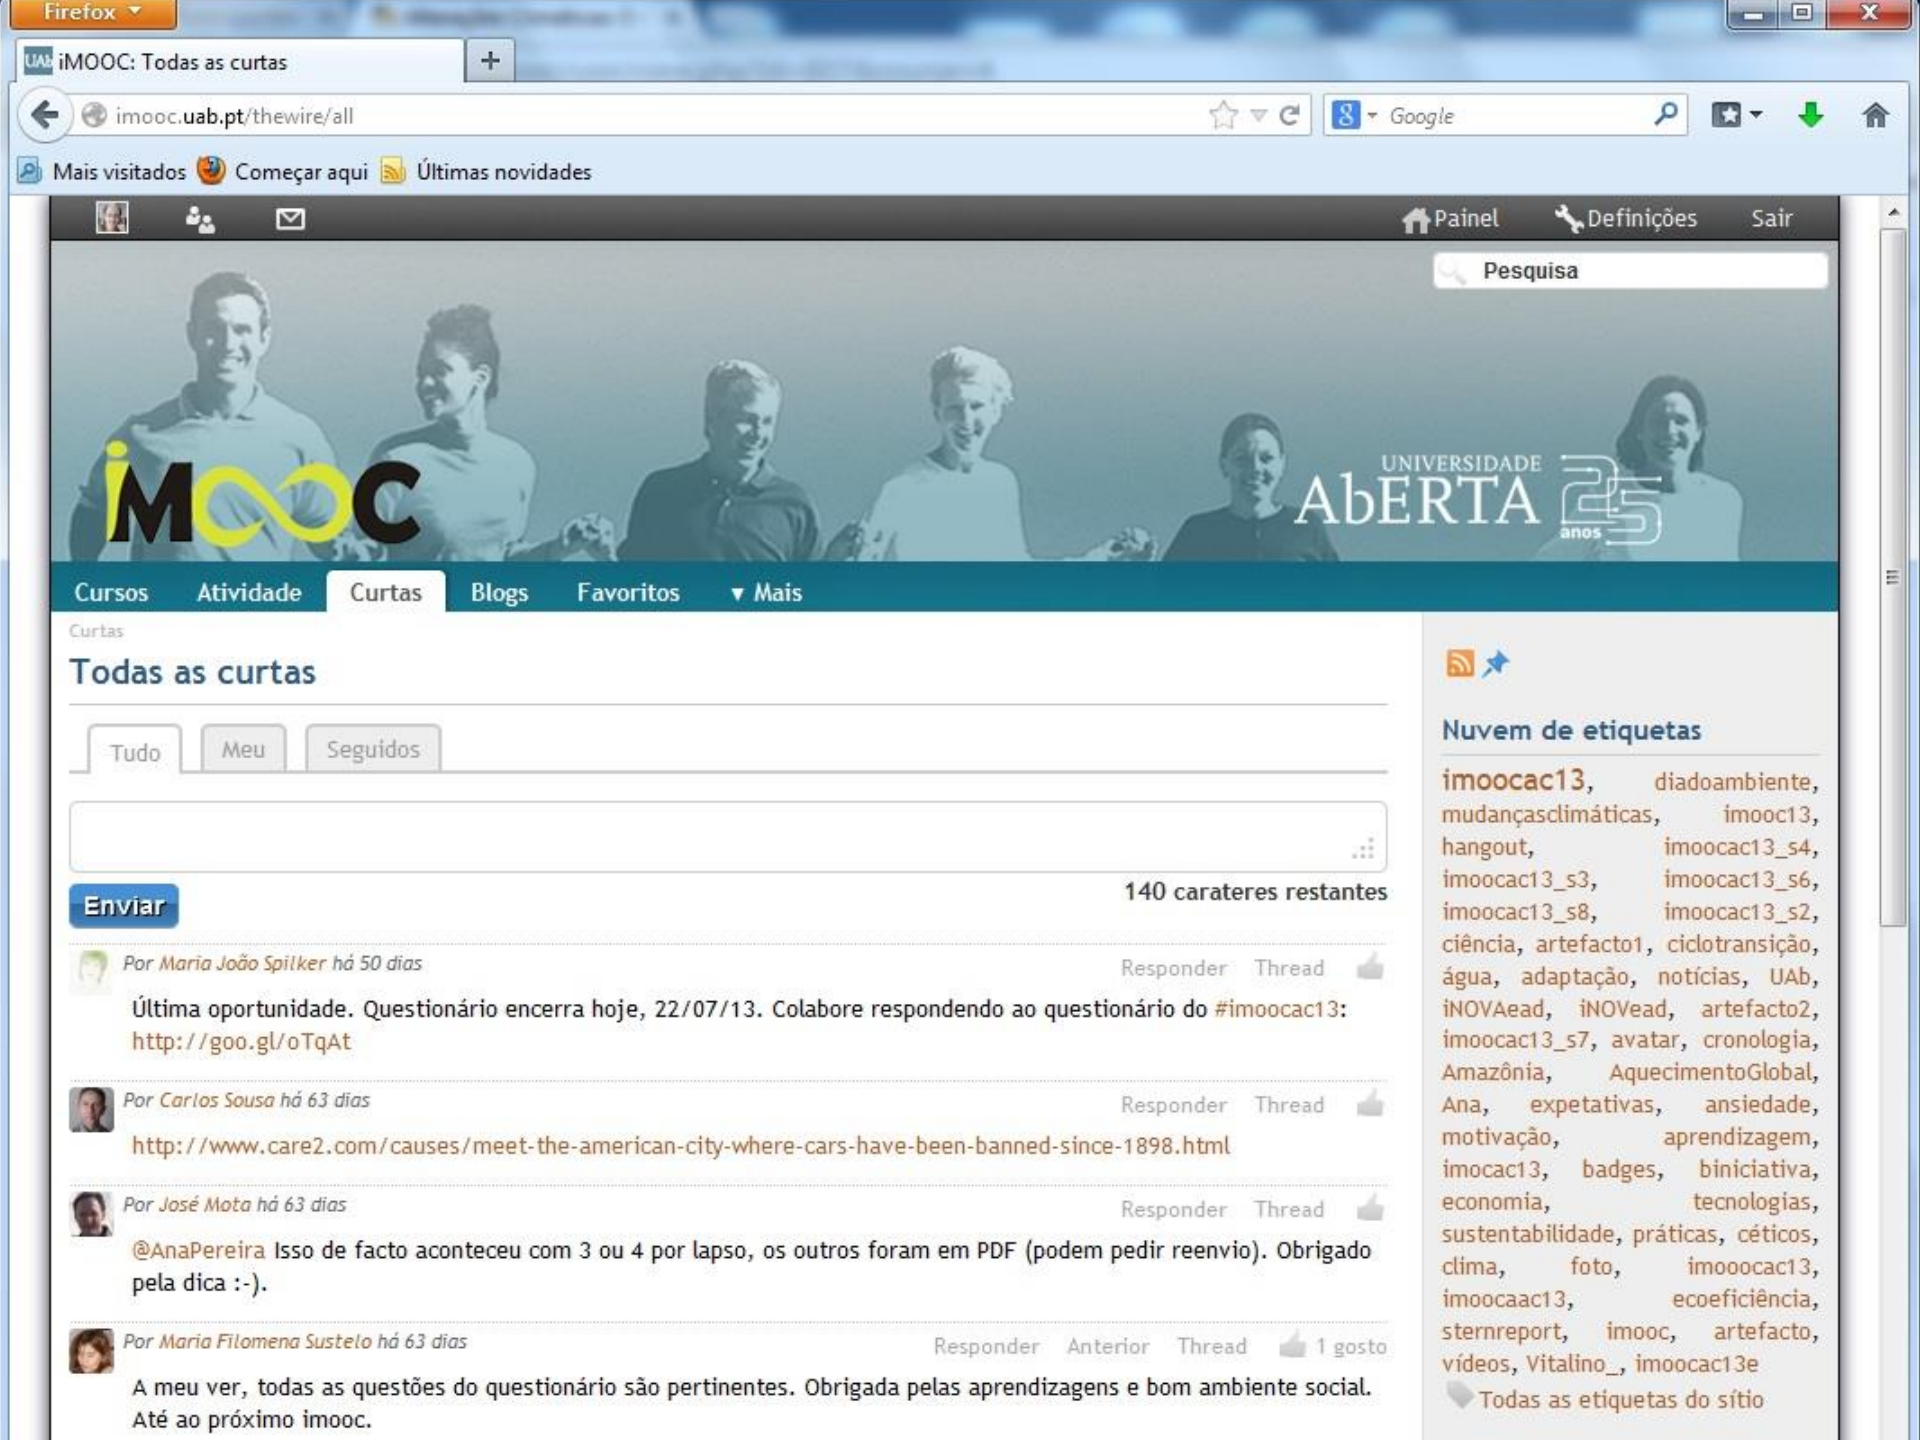 Firefox
UAb iMOOC: Todas as curtas
imooc.uab.pt/thewire/all
Google
Mais visitados Começar aqui Últimas novidades
Painel Definições Sair
Pesquisa
iMOOC
UNIVERSIDADE
AbERTA 25
anos
Cursos Atividade Curtas Blogs Favoritos ▾ Mais
Curtas
Todas as curtas
Tudo Meu Seguidos
Enviar
140 carateres restantes
Por Maria João Spilker há 50 dias Responder Thread
Última oportunidade. Questionário encerra hoje, 22/07/13. Colabore respondendo ao questionário do #imoocac13:
http://goo.gl/oTqAt
Por Carlos Sousa há 63 dias Responder Thread
http://www.care2.com/causes/meet-the-american-city-where-cars-have-been-banned-since-1898.html
Por José Mota há 63 dias Responder Thread
@AnaPereira Isso de facto aconteceu com 3 ou 4 por lapso, os outros foram em PDF (podem pedir reenvio). Obrigado
pela dica :-).
Por Maria Filomena Sustelo há 63 dias Responder Anterior Thread 1 gosto
A meu ver, todas as questões do questionário são pertinentes. Obrigada pelas aprendizagens e bom ambiente social.
Até ao próximo imooc.
Nuvem de etiquetas
imoocac13, diadoambiente,
mudançasclimáticas, imooc13,
hangout, imoocac13_s4,
imoocac13_s3, imoocac13_s6,
imoocac13_s8, imoocac13_s2,
ciência, artefacto1, ciclotransição,
água, adaptação, notícias, UAb,
iNOVAead, iNOVead, artefacto2,
imoocac13_s7, avatar, cronologia,
Amazônia, AquecimentoGlobal,
Ana, expetativas, ansiedade,
motivação, aprendizagem,
imocac13, badges, biniciativa,
economia, tecnologias,
sustentabilidade, práticas, céticos,
clima, foto, imooocac13,
imoocaac13, ecoeficiência,
sternreport, imooc, artefacto,
vídeos, Vitalino_, imoocac13e
Todas as etiquetas do sítio